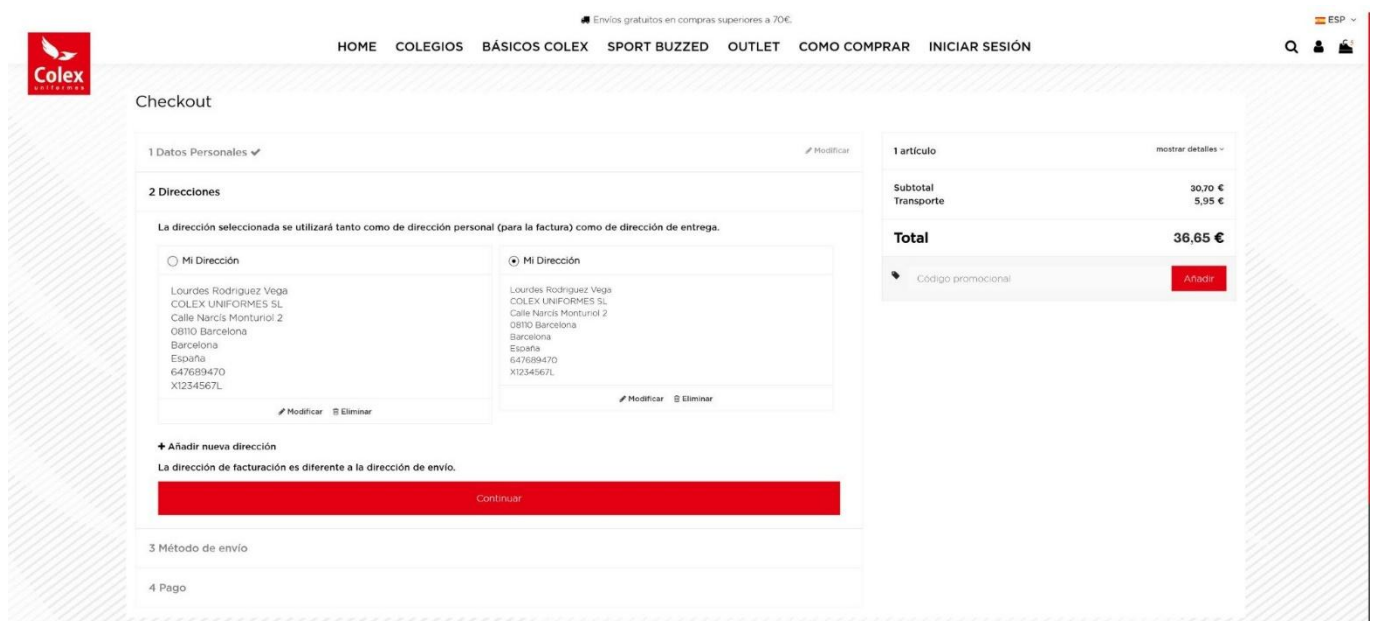 Envíos gratuitos en compras superiores a 70€.
ESP
Colex
uniformes
HOME COLEGIOS BÁSICOS COLEX SPORT BUZZED OUTLET COMO COMPRAR INICIAR SESIÓN
Checkout
1 Datos Personales
Modificar
2 Direcciones
La dirección seleccionada se utilizará tanto como de dirección personal (para la factura) como de dirección de entrega.
Mi Dirección
Lourdes Rodriguez Vega
COLEX UNIFORMES SL
Calle Narcís Monturiol 2
08110 Barcelona
Barcelona
España
647689470
X1234567L
Modificar Eliminar
Mi Dirección
Lourdes Rodriguez Vega
COLEX UNIFORMES SL
Calle Narcís Monturiol 2
08110 Barcelona
Barcelona
España
647689470
X1234567L
Modificar Eliminar
+ Añadir nueva dirección
La dirección de facturación es diferente a la dirección de envío.
Continuar
3 Método de envío
4 Pago
1 artículo mostrar detalles
Subtotal 30,70 €
Transporte 5,95 €
Total 36,65 €
Código promocional Añadir